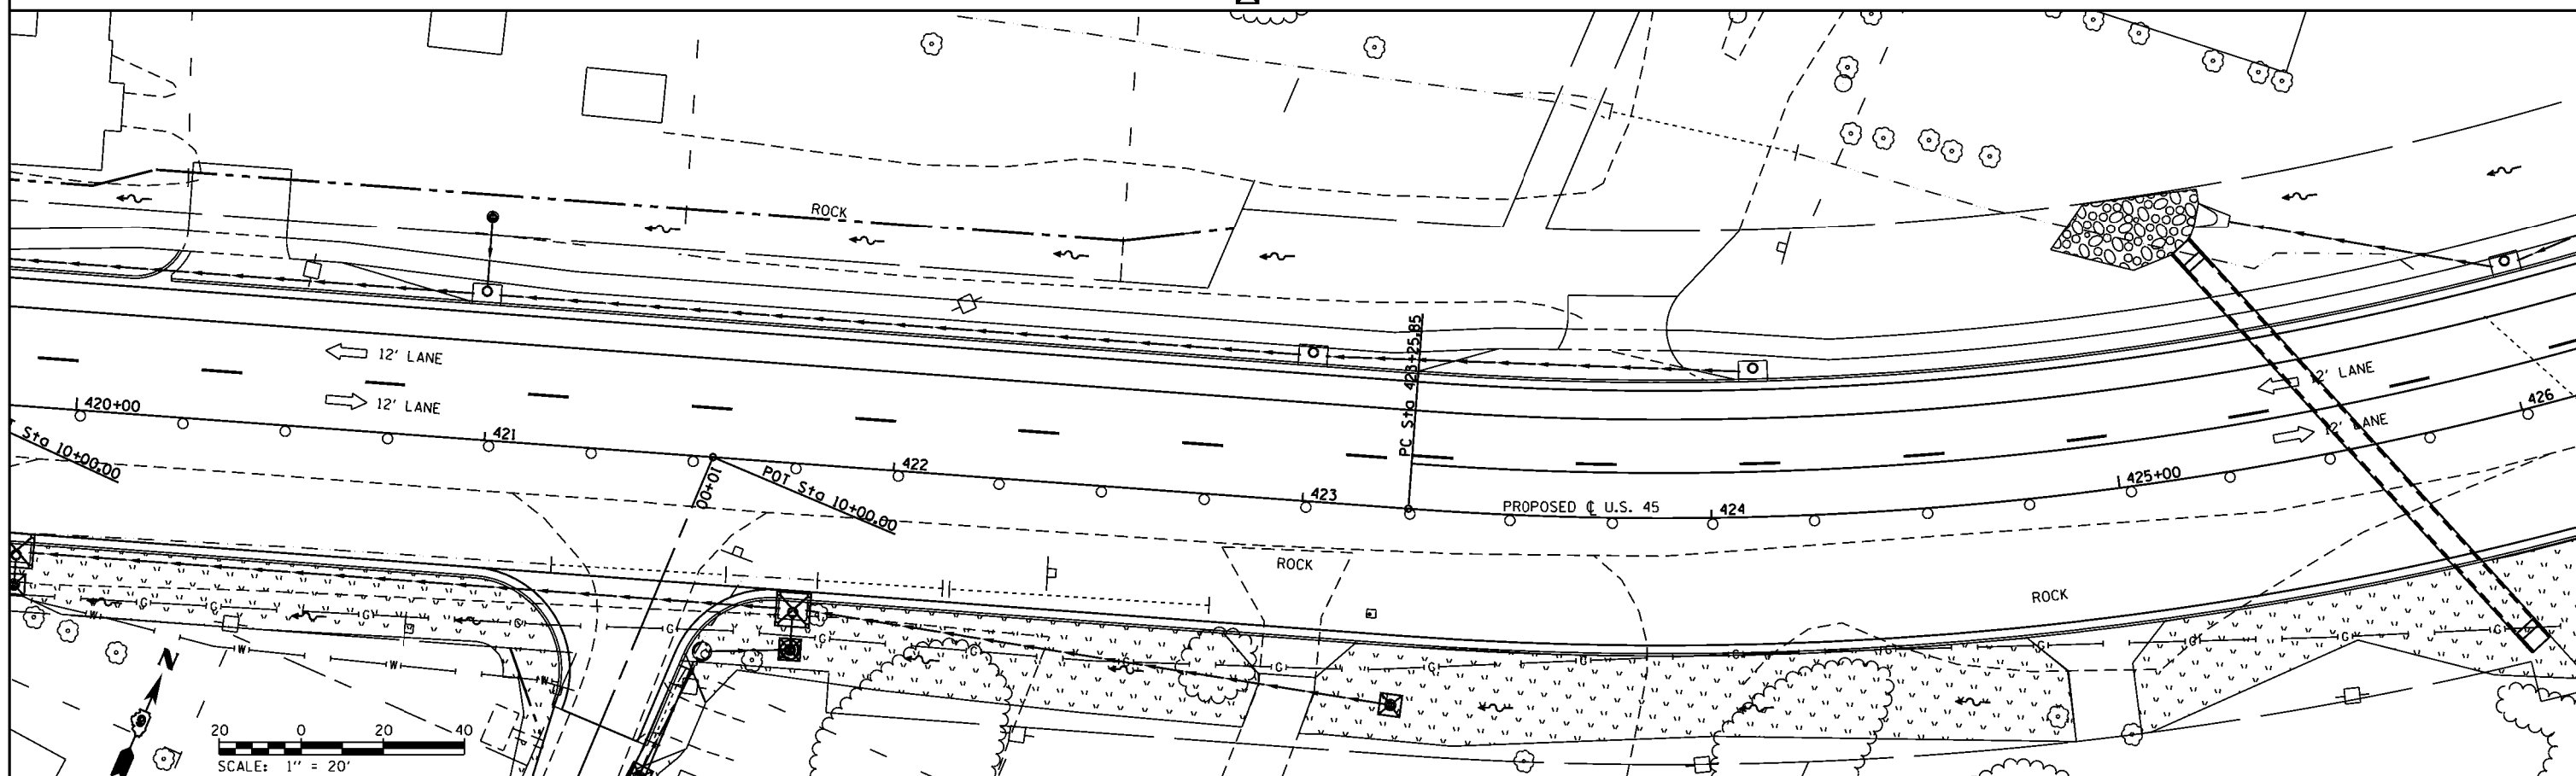 ROCK
12' LANE
12' LANE
420+00
421
422
423
424
425+00
426
12' LANE
12' LANE
PC Sta 423+25.85
T Sta 10+00.00
10+00
POT Sta 10+00.00
PROPOSED ℄ U.S. 45
ROCK
ROCK
G G G G G
W W W W
G G G G G G G G G G G G G
N
20 0 20 40
SCALE: 1'' = 20'